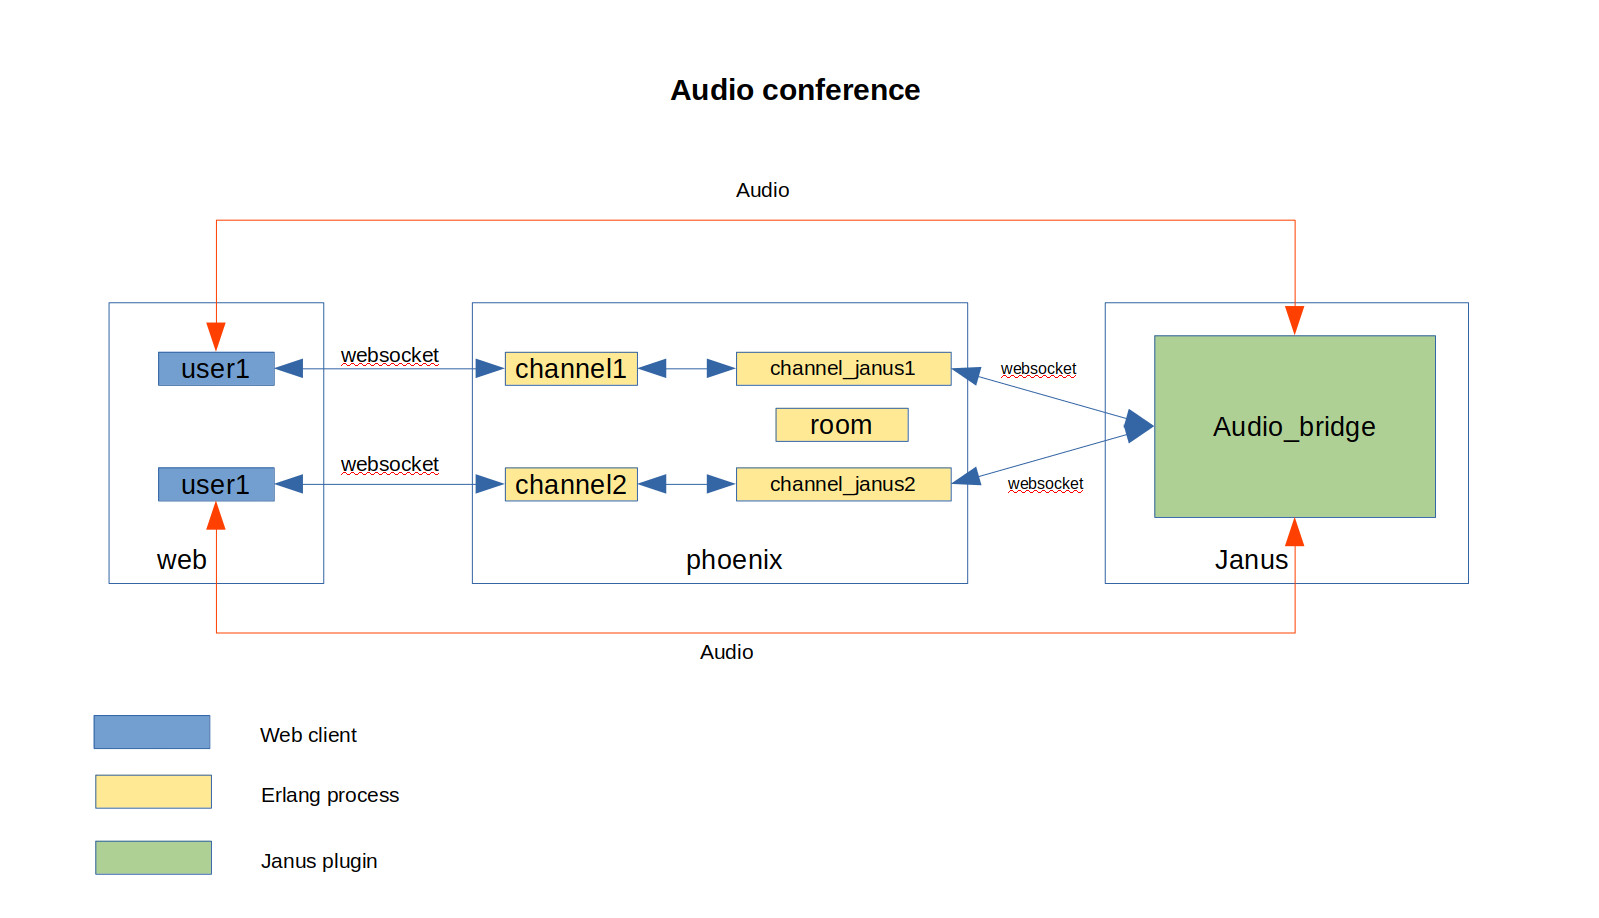 Audio conference
Audio
websocket
user1
channel1
channel_janus1
websocket
room
Audio_bridge
websocket
user1
channel2
channel_janus2
websocket
web
phoenix
Janus
Audio
Web client
Erlang process
Janus plugin